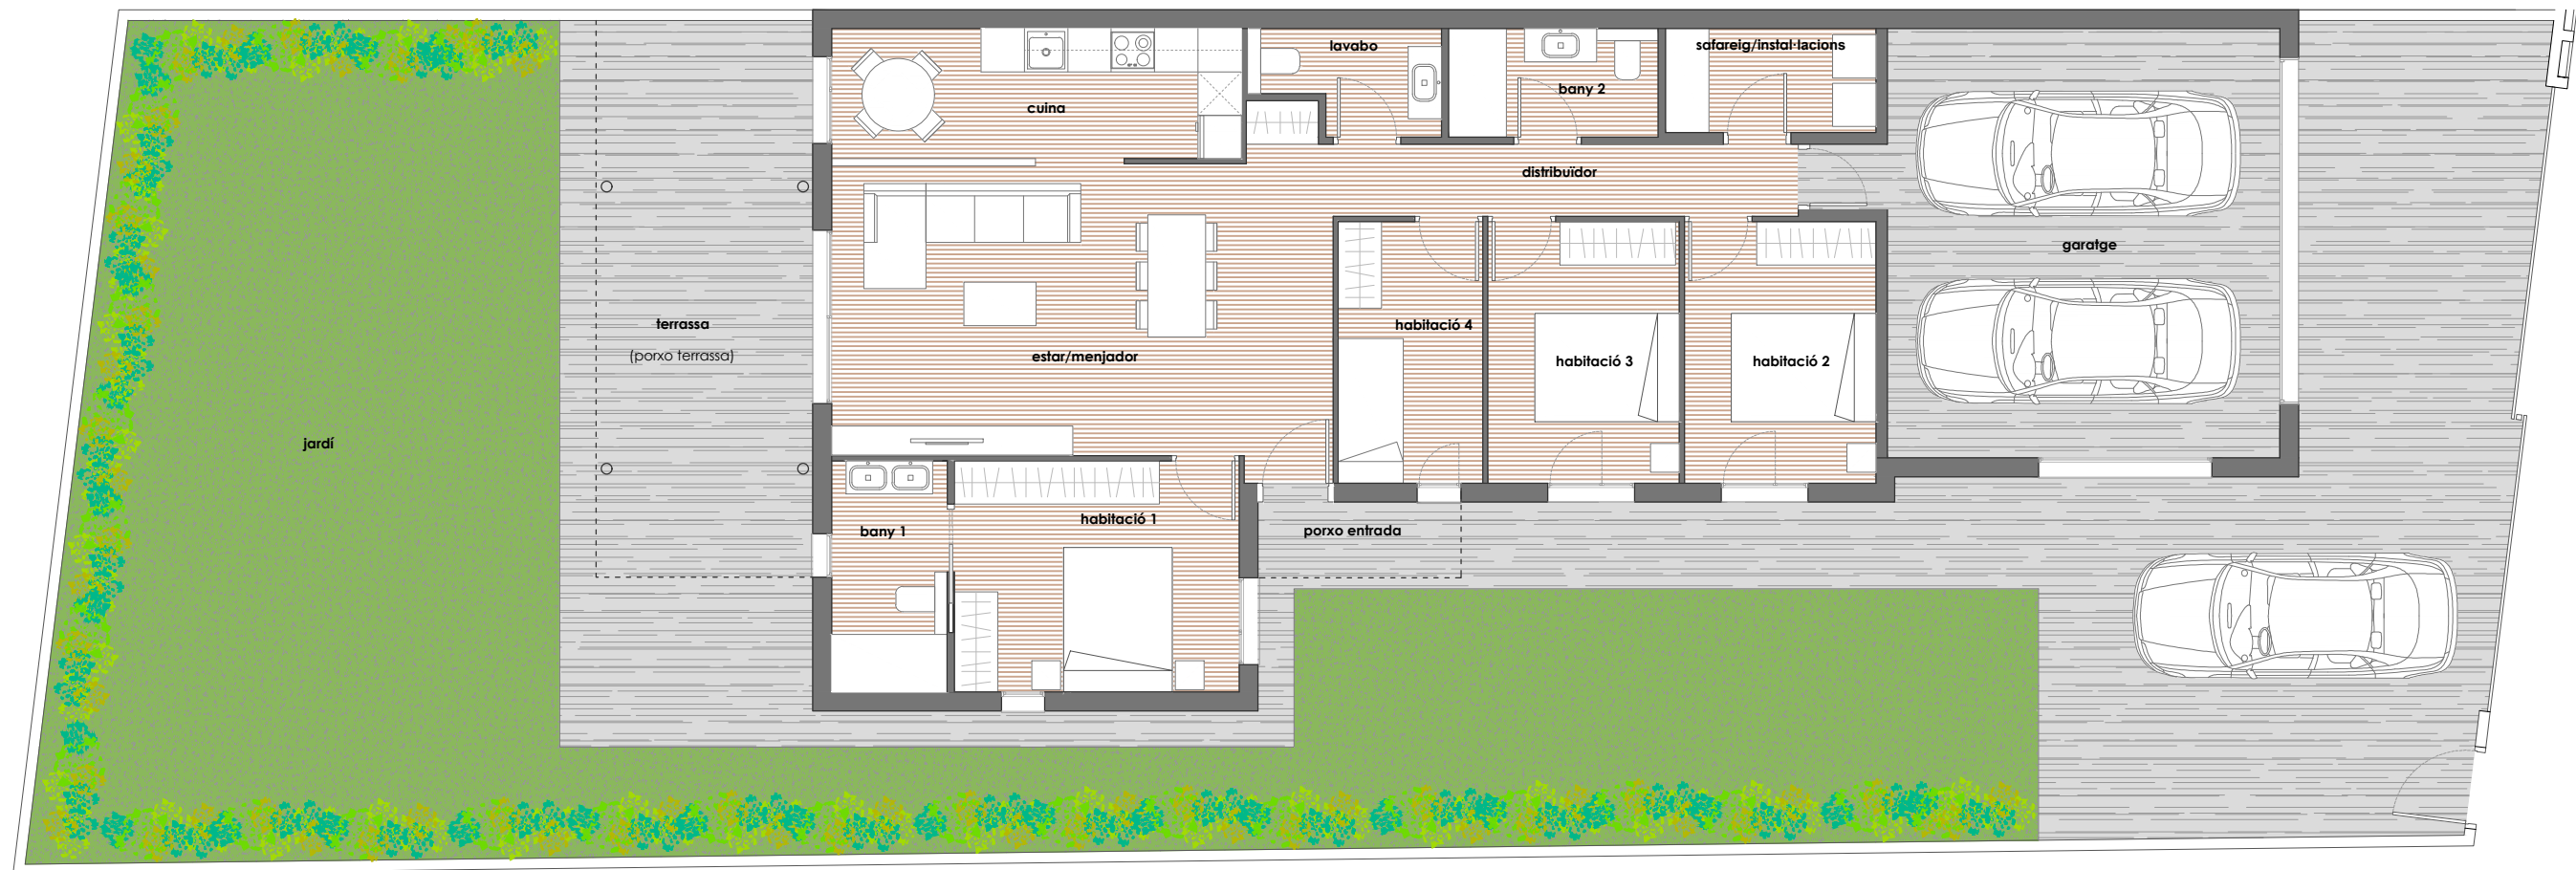 lavabo
safareig/instal·lacions
bany 2
cuina
distribuïdor
garatge
terrassa
(porxo terrassa)
habitació 4
estar/menjador
habitació 3
habitació 2
jardí
habitació 1
bany 1
porxo entrada